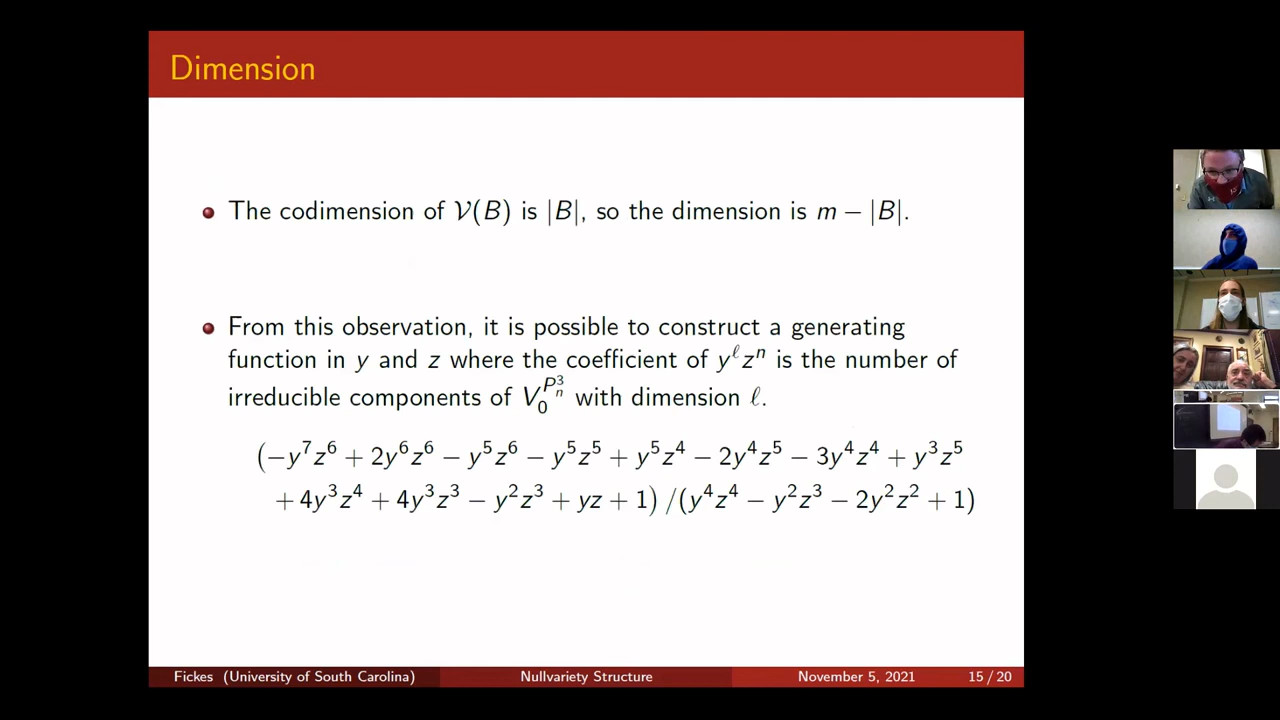 Dimension
The codimension of 𝒱(B) is |B|, so the dimension is m − |B|.
From this observation, it is possible to construct a generating
function in y and z where the coefficient of y^ℓ z^n is the number of
irreducible components of V_0^{P_n^3} with dimension ℓ.
(−y^7z^6 + 2y^6z^6 − y^5z^6 − y^5z^5 + y^5z^4 − 2y^4z^5 − 3y^4z^4 + y^3z^5
+ 4y^3z^4 + 4y^3z^3 − y^2z^3 + yz + 1) / (y^4z^4 − y^2z^3 − 2y^2z^2 + 1)
Fickes (University of South Carolina) Nullvariety Structure November 5, 2021 15 / 20